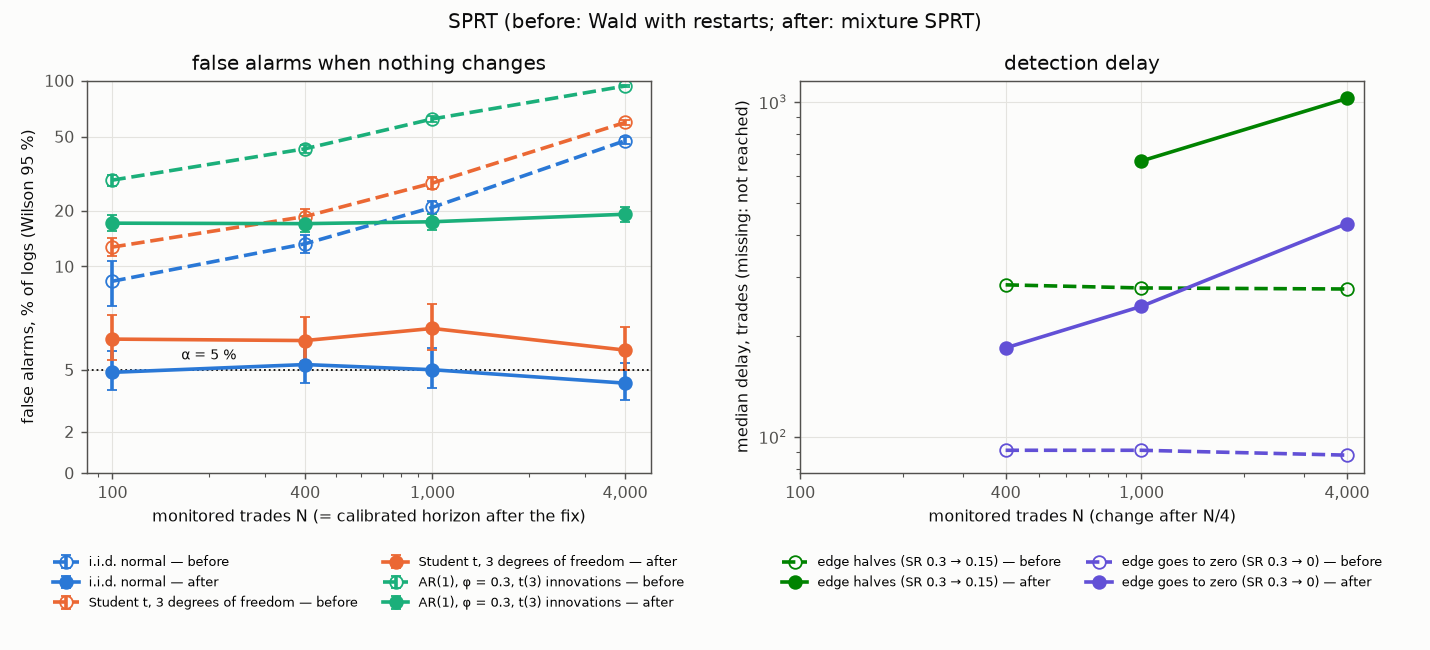 SPRT (before: Wald with restarts; after: mixture SPRT)
false alarms when nothing changes
false alarms, % of logs (Wilson 95 %)
100
50
20
10
5
2
0
α = 5 %
100
400
1,000
4,000
monitored trades N (= calibrated horizon after the fix)
i.i.d. normal — before
i.i.d. normal — after
Student t, 3 degrees of freedom — before
Student t, 3 degrees of freedom — after
AR(1), φ = 0.3, t(3) innovations — before
AR(1), φ = 0.3, t(3) innovations — after
detection delay
median delay, trades (missing: not reached)
10³
10²
100
400
1,000
4,000
monitored trades N (change after N/4)
edge halves (SR 0.3 → 0.15) — before
edge halves (SR 0.3 → 0.15) — after
edge goes to zero (SR 0.3 → 0) — before
edge goes to zero (SR 0.3 → 0) — after